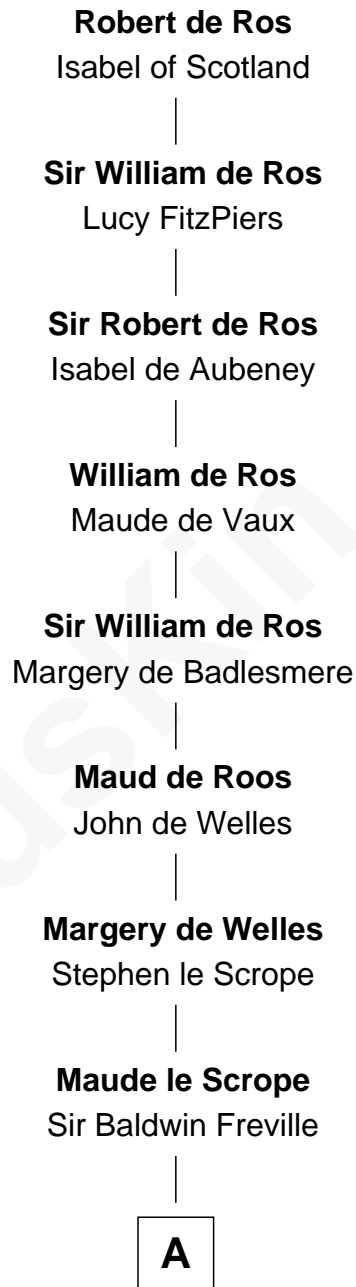 Robert de Ros
Isabel of Scotland
Sir William de Ros
Lucy FitzPiers
Sir Robert de Ros
Isabel de Aubeney
William de Ros
Maude de Vaux
Sir William de Ros
Margery de Badlesmere
Maud de Roos
John de Welles
Margery de Welles
Stephen le Scrope
Maude le Scrope
Sir Baldwin Freville
A